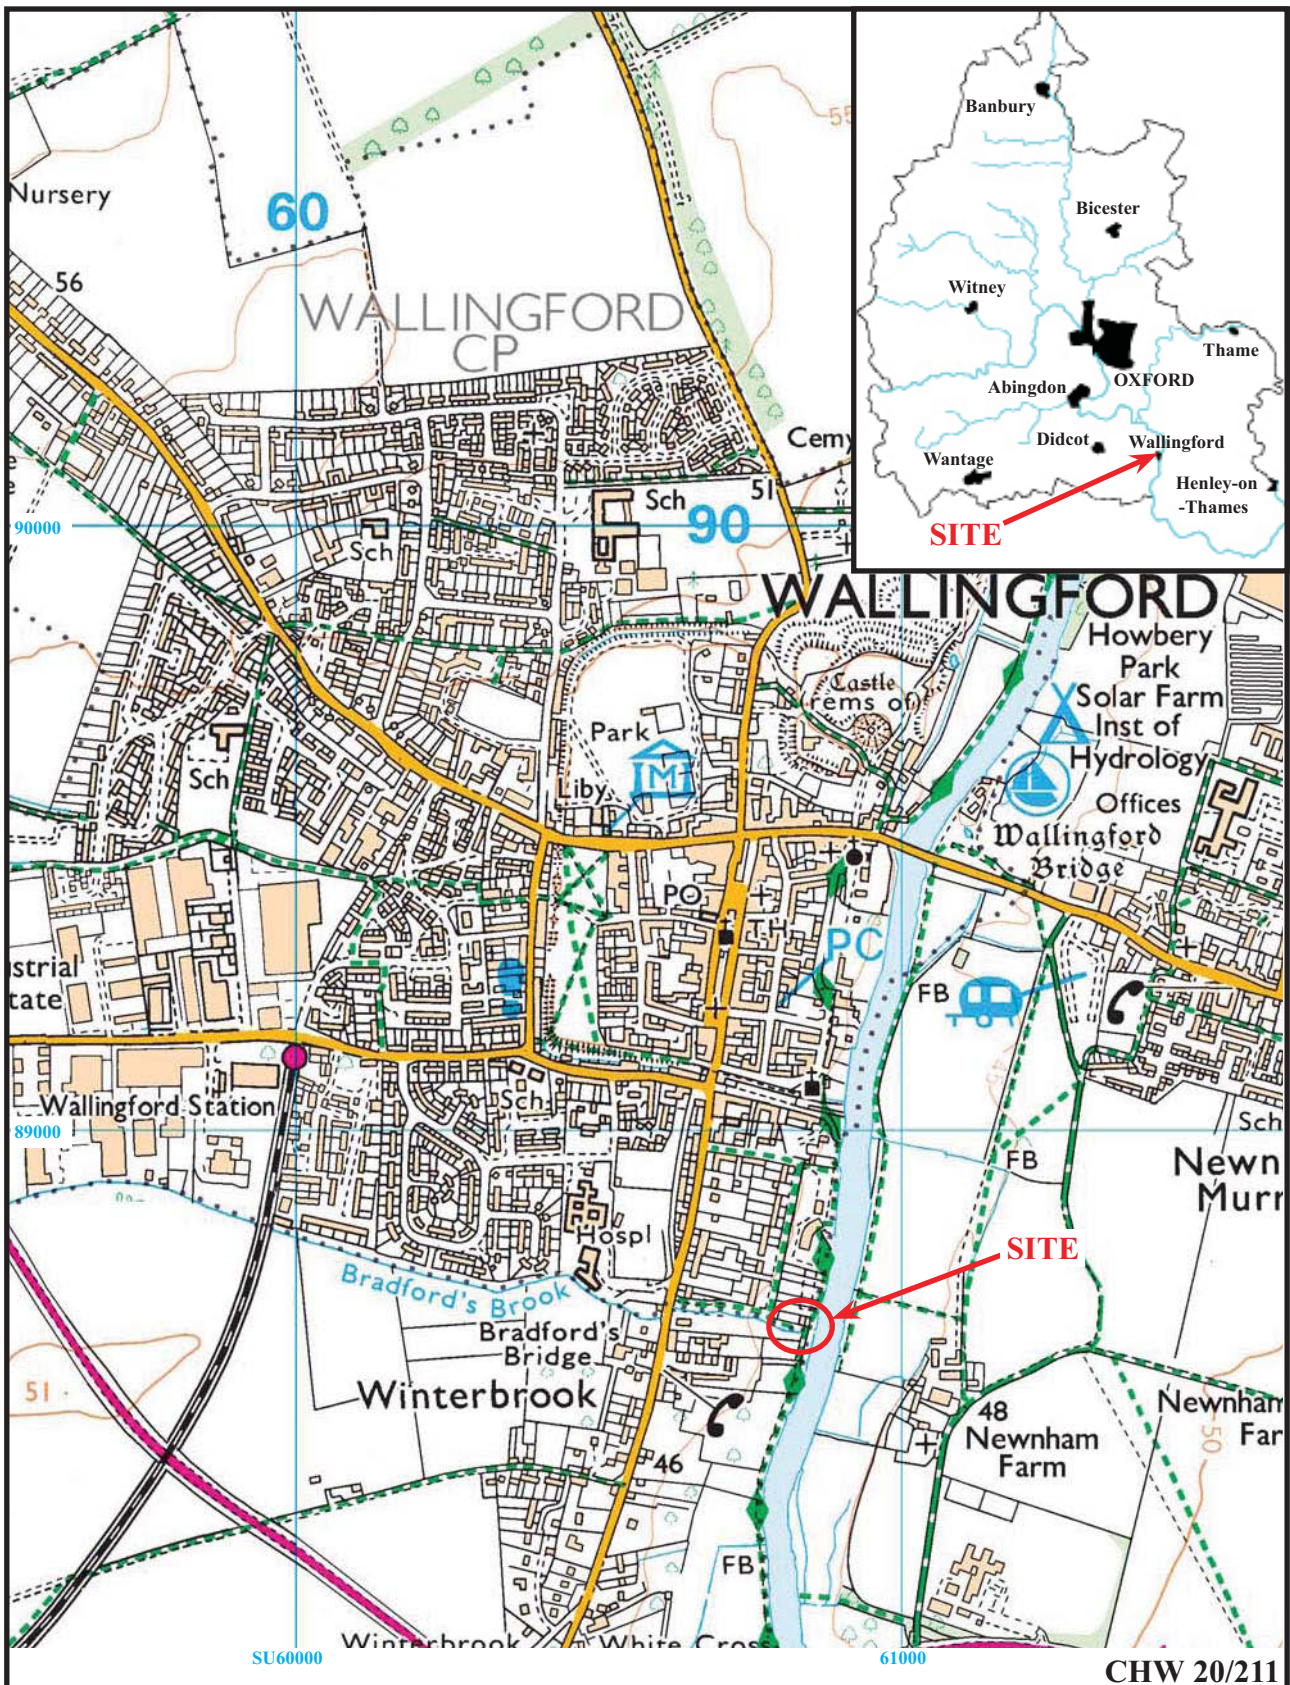 Banbury
Bicester
Witney
Thame
OXFORD
Abingdon
Didcot
Wallingford
Wantage
Henley-on
-Thames
SITE
55
Nursery
60
56
WALLINGFORD
CP
Cemy
51
Sch
90
90000
Sch
WALLINGFORD
Howbery
Park
Solar Farm
Inst of
Hydrology
Castle
rems of
Park
M
Sch
Liby
Offices
Wallingford
Bridge
PO
TH
PC
ustrial
tate
FB
45
Wallingford Station
Sch
89000
Sch
FB
Newn
Murr
Hospl
SITE
Bradford's Brook
Bradford's
Bridge
51
Winterbrook
48
Newnham
Farm
Newnham
Far
50
46
FB
Winterbrook
White Cross
SU60000
61000
CHW 20/211